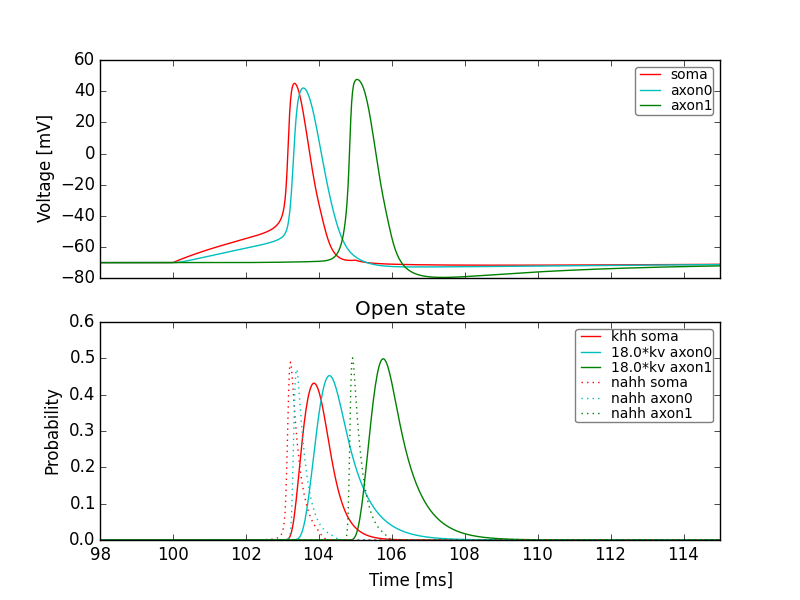 60
40
20
0
−20
−40
−60
−80
Voltage [mV]
soma
axon0
axon1
Open state
0.6
0.5
0.4
0.3
0.2
0.1
0.0
Probability
khh soma
18.0*kv axon0
18.0*kv axon1
nahh soma
nahh axon0
nahh axon1
98 100 102 104 106 108 110 112 114
Time [ms]